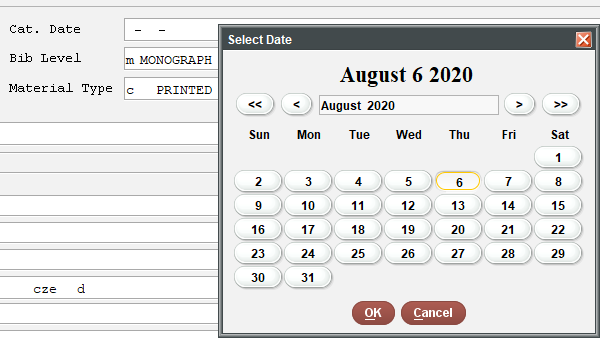 Cat. Date - -
Bib Level m MONOGRAPH
Material Type c PRINTED
cze d
Select Date
August 6 2020
<< < August 2020 > >>
Sun Mon Tue Wed Thu Fri Sat
1
2 3 4 5 6 7 8
9 10 11 12 13 14 15
16 17 18 19 20 21 22
23 24 25 26 27 28 29
30 31
OK Cancel